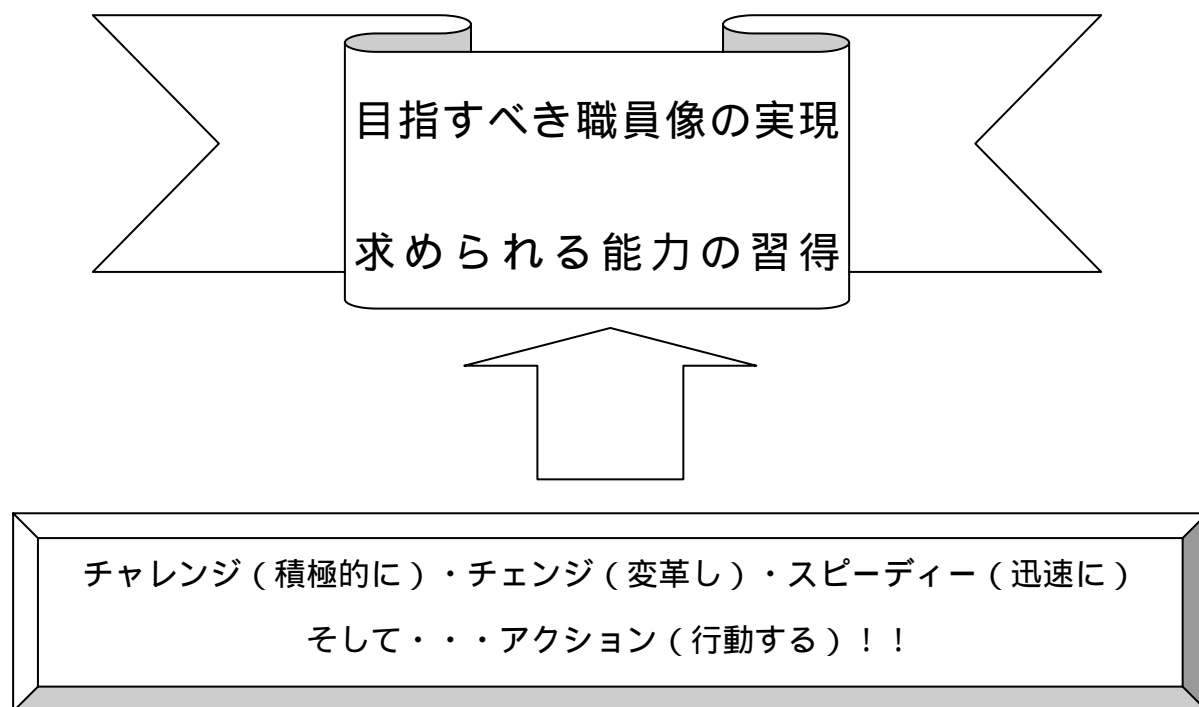 目指すべき職員像の実現
求められる能力の習得
チャレンジ（積極的に）・チェンジ（変革し）・スピーディー（迅速に）
そして・・・アクション（行動する）！！